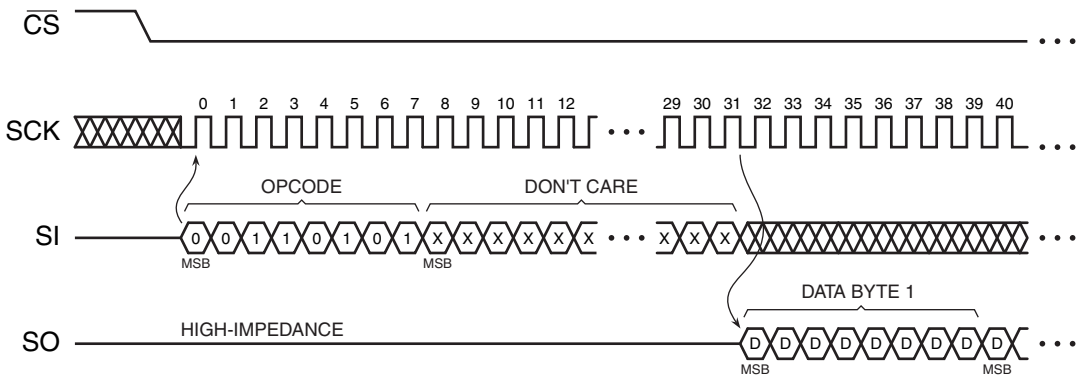 CS
• • •
0 1 2 3 4 5 6 7 8 9 10 11 12 29 30 31 32 33 34 35 36 37 38 39 40
SCK • • • • • •
OPCODE DON'T CARE
SI 0 0 1 1 0 1 0 1 X X X X X X • • • X X X • • •
MSB MSB
DATA BYTE 1
HIGH-IMPEDANCE
SO D D D D D D D D D • • •
MSB MSB